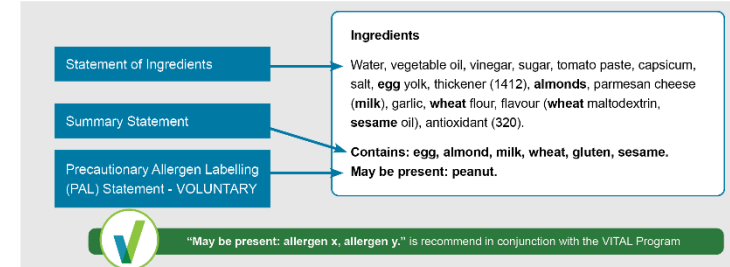 Ingredients
Statement of Ingredients
Water, vegetable oil, vinegar, sugar, tomato paste, capsicum,
salt, egg yolk, thickener (1412), almonds, parmesan cheese
(milk), garlic, wheat flour, flavour (wheat maltodextrin,
sesame oil), antioxidant (320).
Summary Statement
Contains: egg, almond, milk, wheat, gluten, sesame.
Precautionary Allergen Labelling
(PAL) Statement - VOLUNTARY
May be present: peanut.
“May be present: allergen x, allergen y.” is recommend in conjunction with the VITAL Program